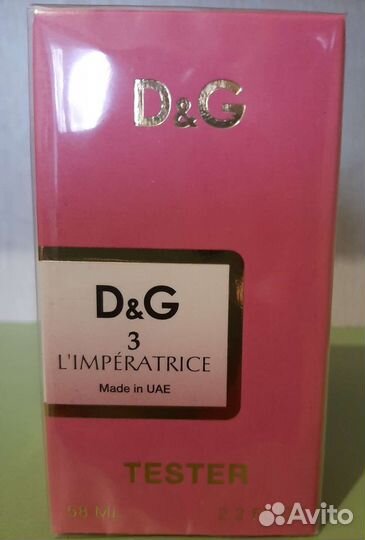 D&G
D&G
3
L'IMPÉRATRICE
Made in UAE
TESTER
58 ML
Avito